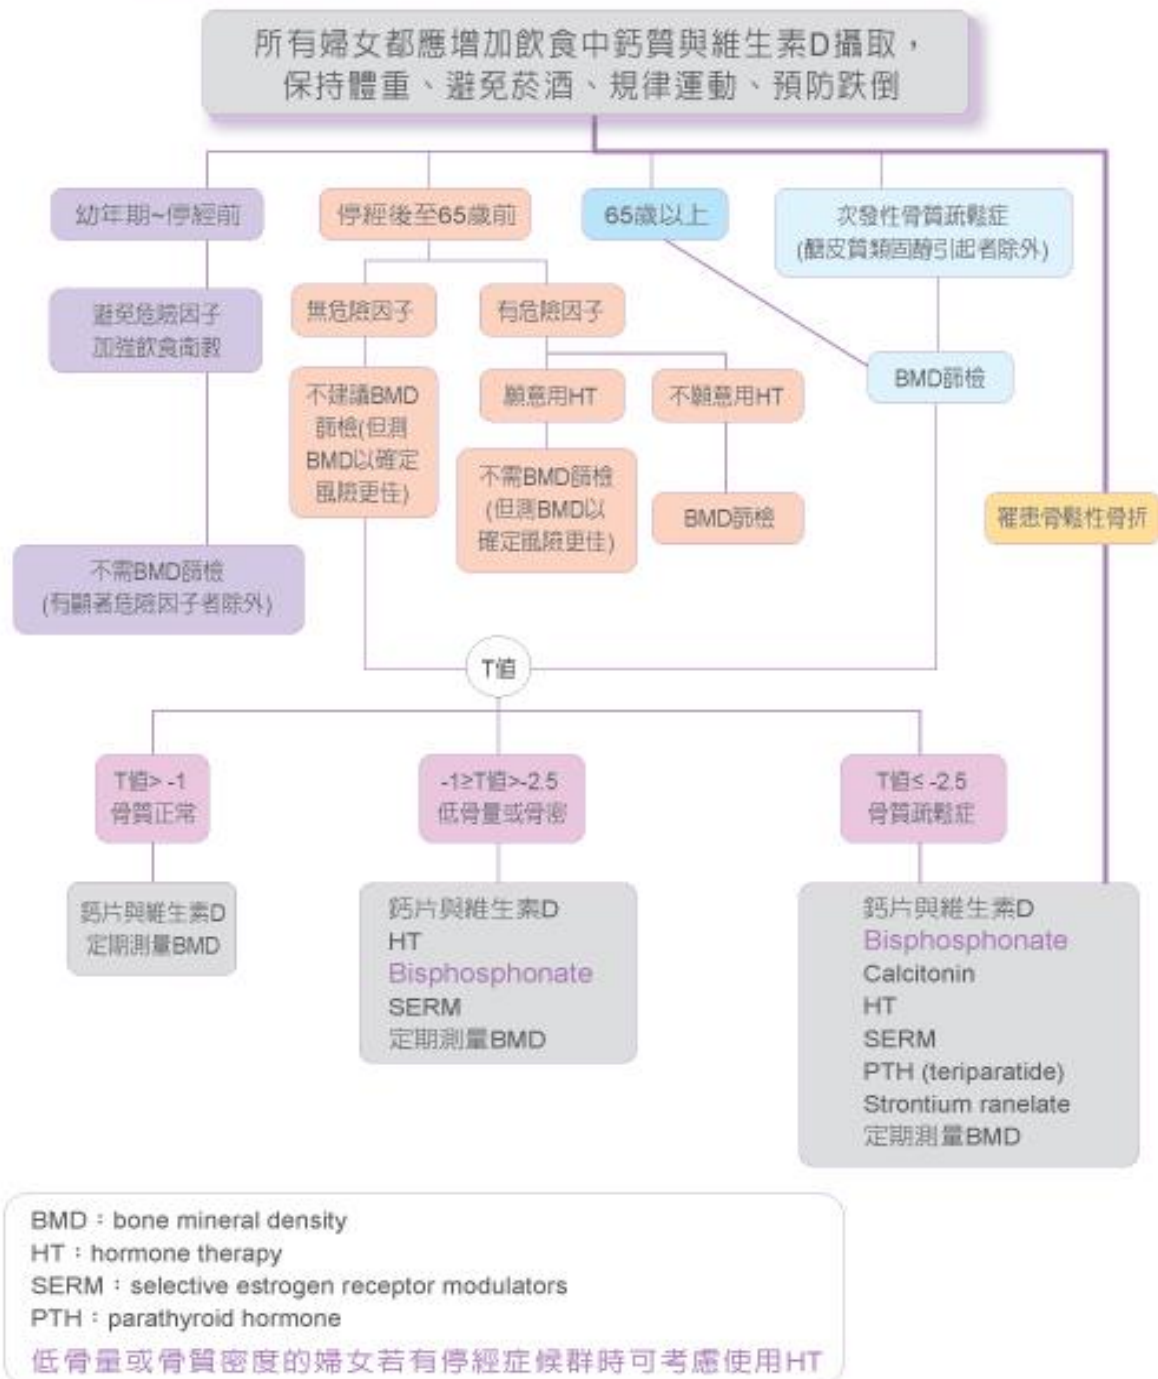 所有婦女都應增加飲食中鈣質與維生素D攝取，
保持體重、避免菸酒、規律運動、預防跌倒
幼年期~停經前
停經後至65歲前
65歲以上
次發性骨質疏鬆症
(醣皮質類固醇引起者除外)
避免危險因子
加強飲食衛教
無危險因子
有危險因子
不建議BMD
篩檢(但測
BMD以確定
風險更佳)
願意用HT
不願意用HT
BMD篩檢
不需BMD篩檢
(但測BMD以
確定風險更佳)
BMD篩檢
罹患骨鬆性骨折
不需BMD篩檢
(有顯著危險因子者除外)
T值
T值> -1
骨質正常
-1≥T值>-2.5
低骨量或骨密
T值≤ -2.5
骨質疏鬆症
鈣片與維生素D
定期測量BMD
鈣片與維生素D
HT
Bisphosphonate
SERM
定期測量BMD
鈣片與維生素D
Bisphosphonate
Calcitonin
HT
SERM
PTH (teriparatide)
Strontium ranelate
定期測量BMD
BMD：bone mineral density
HT：hormone therapy
SERM：selective estrogen receptor modulators
PTH：parathyroid hormone
低骨量或骨質密度的婦女若有停經症候群時可考慮使用HT